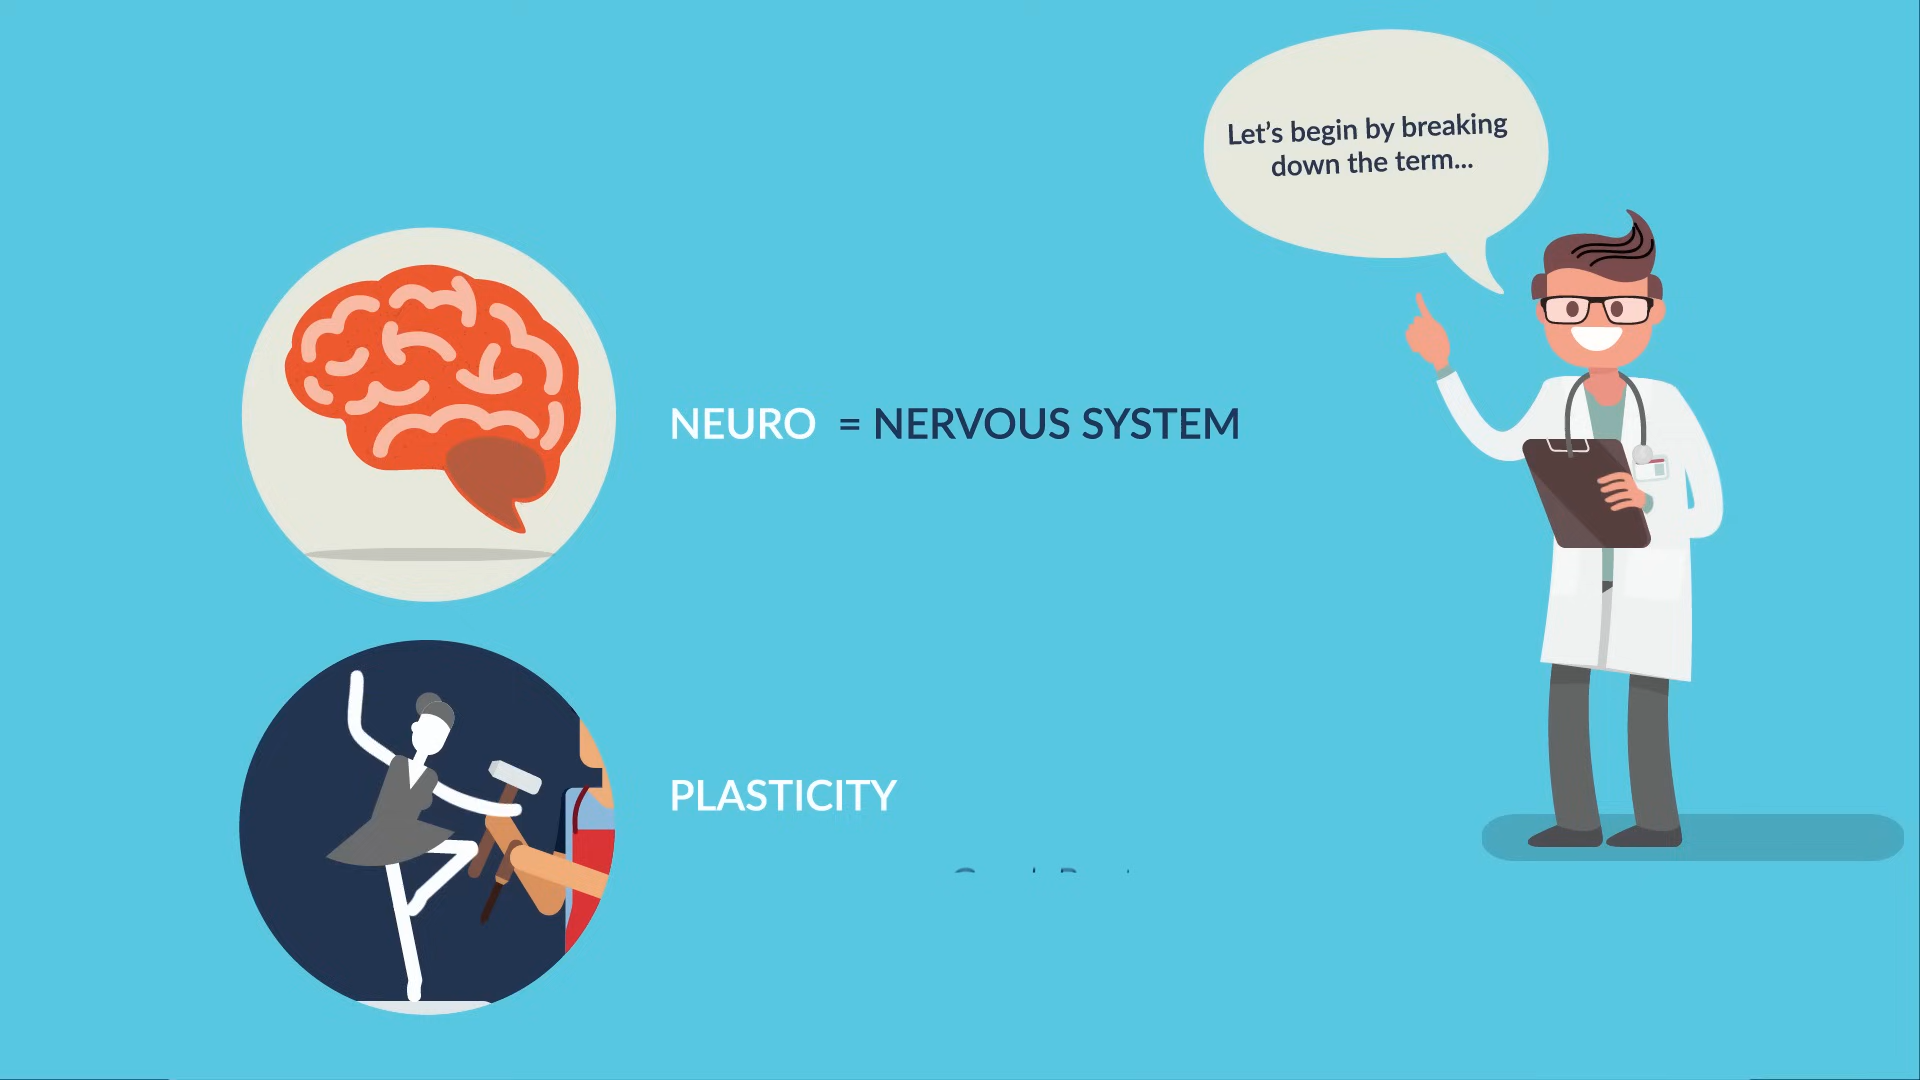 Let's begin by breaking
down the term...
NEURO = NERVOUS SYSTEM
PLASTICITY